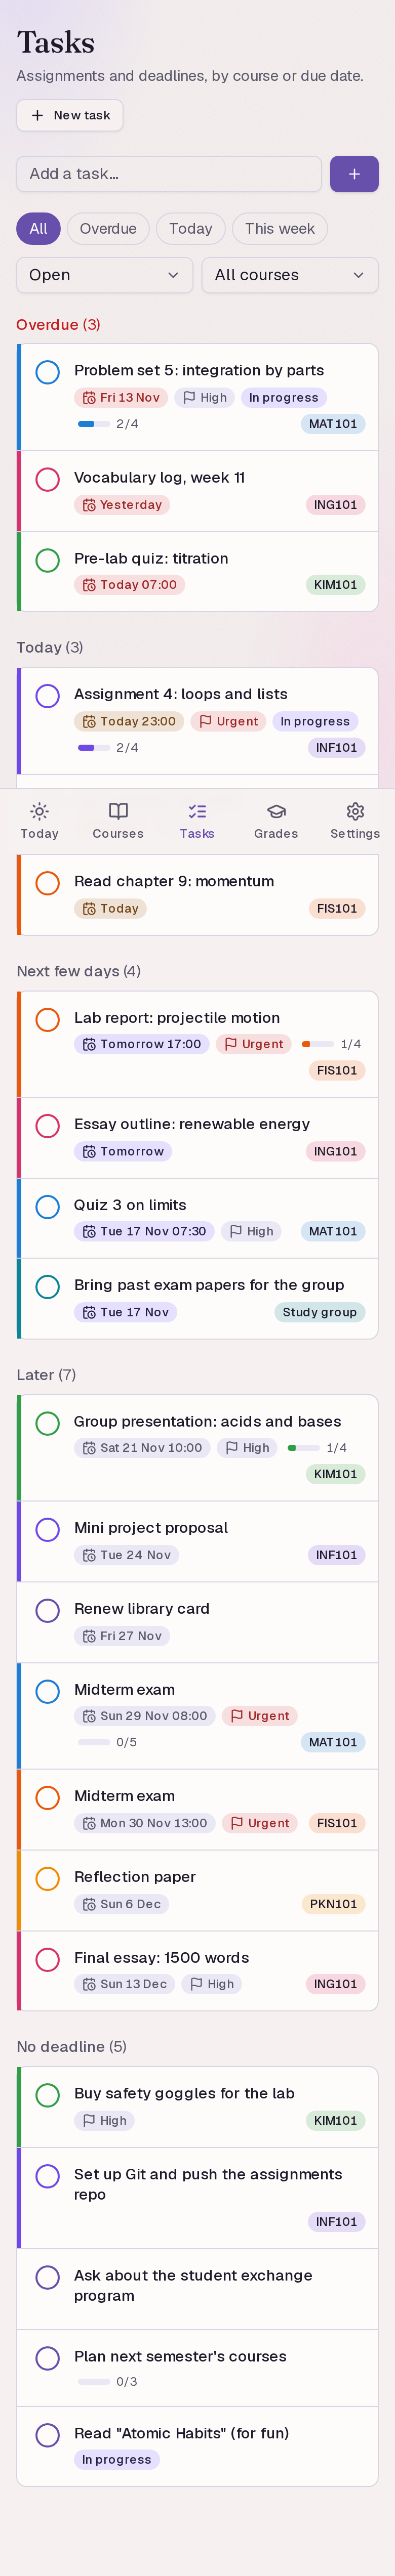 Tasks
Assignments and deadlines, by course or due date.
New task
Add a task...
All Overdue Today This week
Open All courses
Overdue (3)
Problem set 5: integration by parts
Fri 13 Nov High In progress
2/4 MAT101
Vocabulary log, week 11
Yesterday ING101
Pre-lab quiz: titration
Today 07:00 KIM101
Today (3)
Assignment 4: loops and lists
Today 23:00 Urgent In progress
2/4 INF101
Today Courses Tasks Grades Settings
Read chapter 9: momentum
Today FIS101
Next few days (4)
Lab report: projectile motion
Tomorrow 17:00 Urgent 1/4
FIS101
Essay outline: renewable energy
Tomorrow ING101
Quiz 3 on limits
Tue 17 Nov 07:30 High MAT101
Bring past exam papers for the group
Tue 17 Nov Study group
Later (7)
Group presentation: acids and bases
Sat 21 Nov 10:00 High 1/4
KIM101
Mini project proposal
Tue 24 Nov INF101
Renew library card
Fri 27 Nov
Midterm exam
Sun 29 Nov 08:00 Urgent
0/5 MAT101
Midterm exam
Mon 30 Nov 13:00 Urgent FIS101
Reflection paper
Sun 6 Dec PKN101
Final essay: 1500 words
Sun 13 Dec High ING101
No deadline (5)
Buy safety goggles for the lab
High KIM101
Set up Git and push the assignments
repo
INF101
Ask about the student exchange
program
Plan next semester's courses
0/3
Read "Atomic Habits" (for fun)
In progress